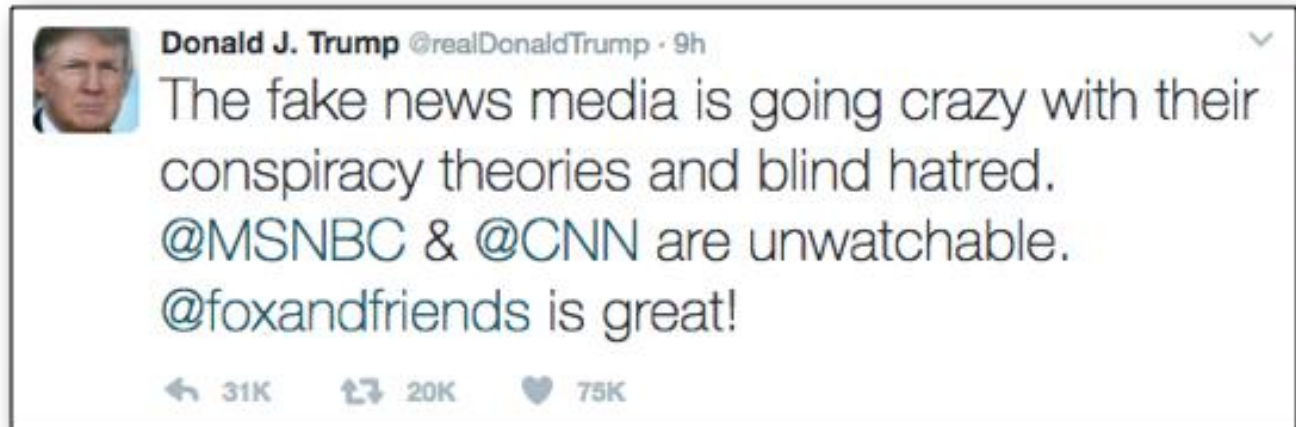 Donald J. Trump @realDonaldTrump · 9h
The fake news media is going crazy with their
conspiracy theories and blind hatred.
@MSNBC & @CNN are unwatchable.
@foxandfriends is great!
31K 20K 75K